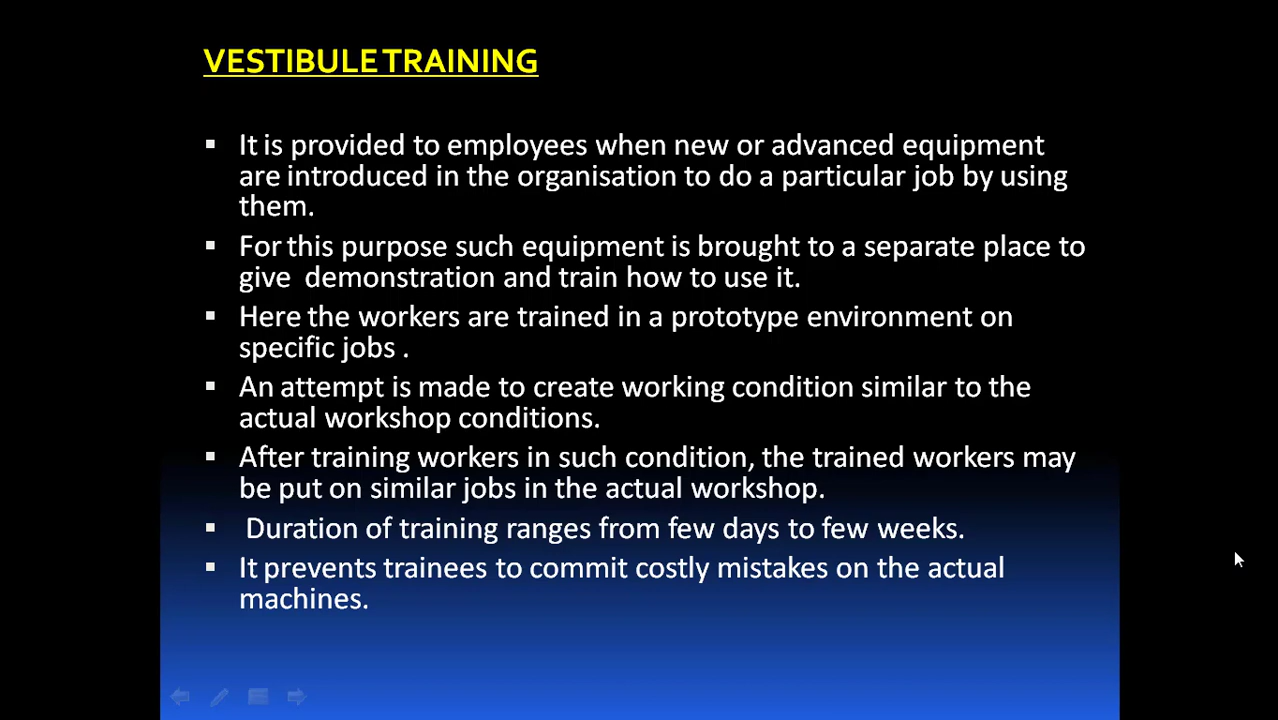 VESTIBULE TRAINING
▪ It is provided to employees when new or advanced equipment
are introduced in the organisation to do a particular job by using
them.
▪ For this purpose such equipment is brought to a separate place to
give  demonstration and train how to use it.
▪ Here the workers are trained in a prototype environment on
specific jobs .
▪ An attempt is made to create working condition similar to the
actual workshop conditions.
▪ After training workers in such condition, the trained workers may
be put on similar jobs in the actual workshop.
▪ Duration of training ranges from few days to few weeks.
▪ It prevents trainees to commit costly mistakes on the actual
machines.